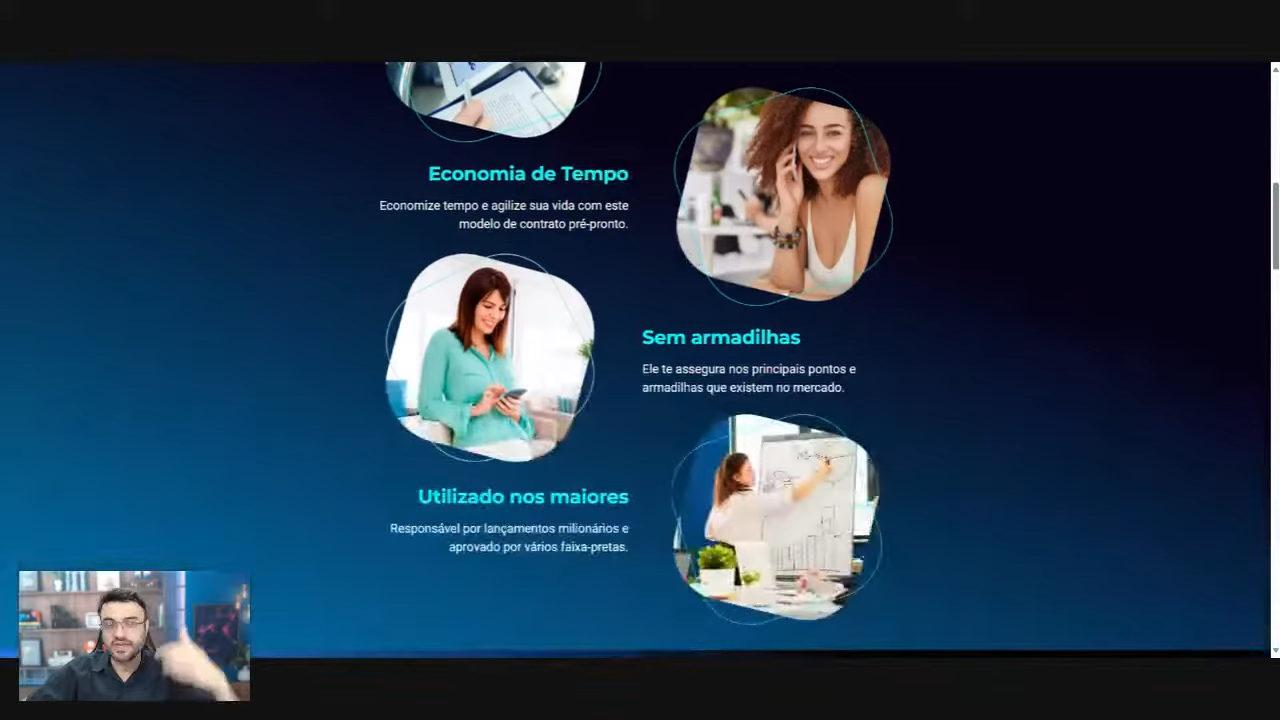 Economia de Tempo
Economize tempo e agilize sua vida com este
modelo de contrato pré-pronto.
Sem armadilhas
Ele te assegura nos principais pontos e
armadilhas que existem no mercado.
Utilizado nos maiores
Responsável por lançamentos milionários e
aprovado por vários faixa-pretas.